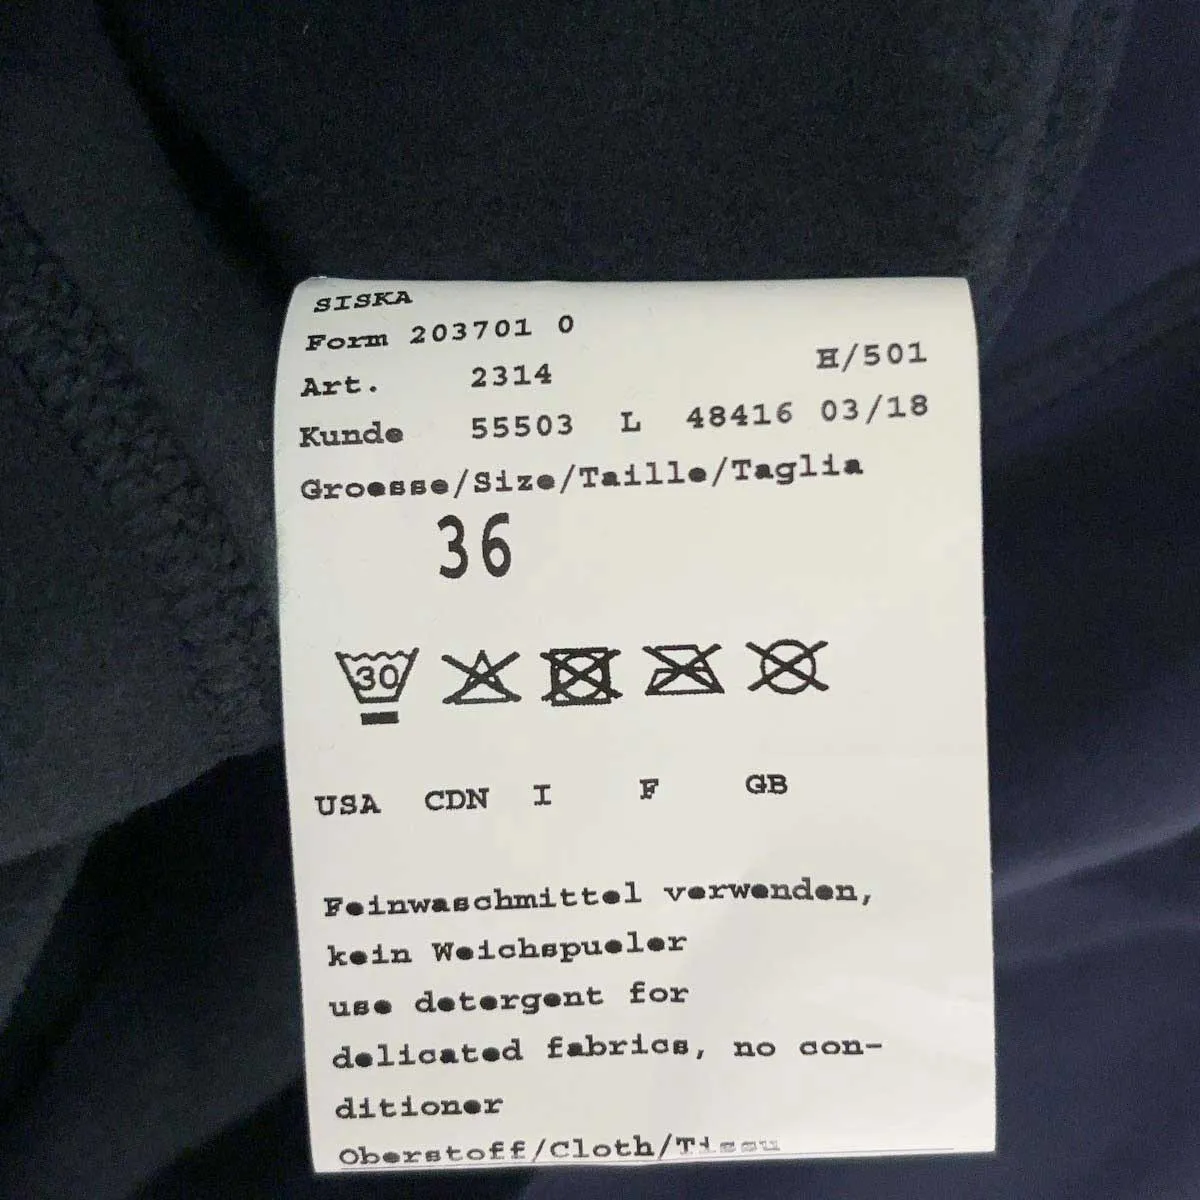 SISKA
Form 203701 0
Art. 2314 H/501
Kunde 55503 L 48416 03/18
Groesse/Size/Taille/Taglia
36
30
USA CDN I F GB
Feinwaschmittel verwenden,
kein Weichspueler
use detergent for
delicated fabrics, no con-
ditioner
Oberstoff/Cloth/Tissu